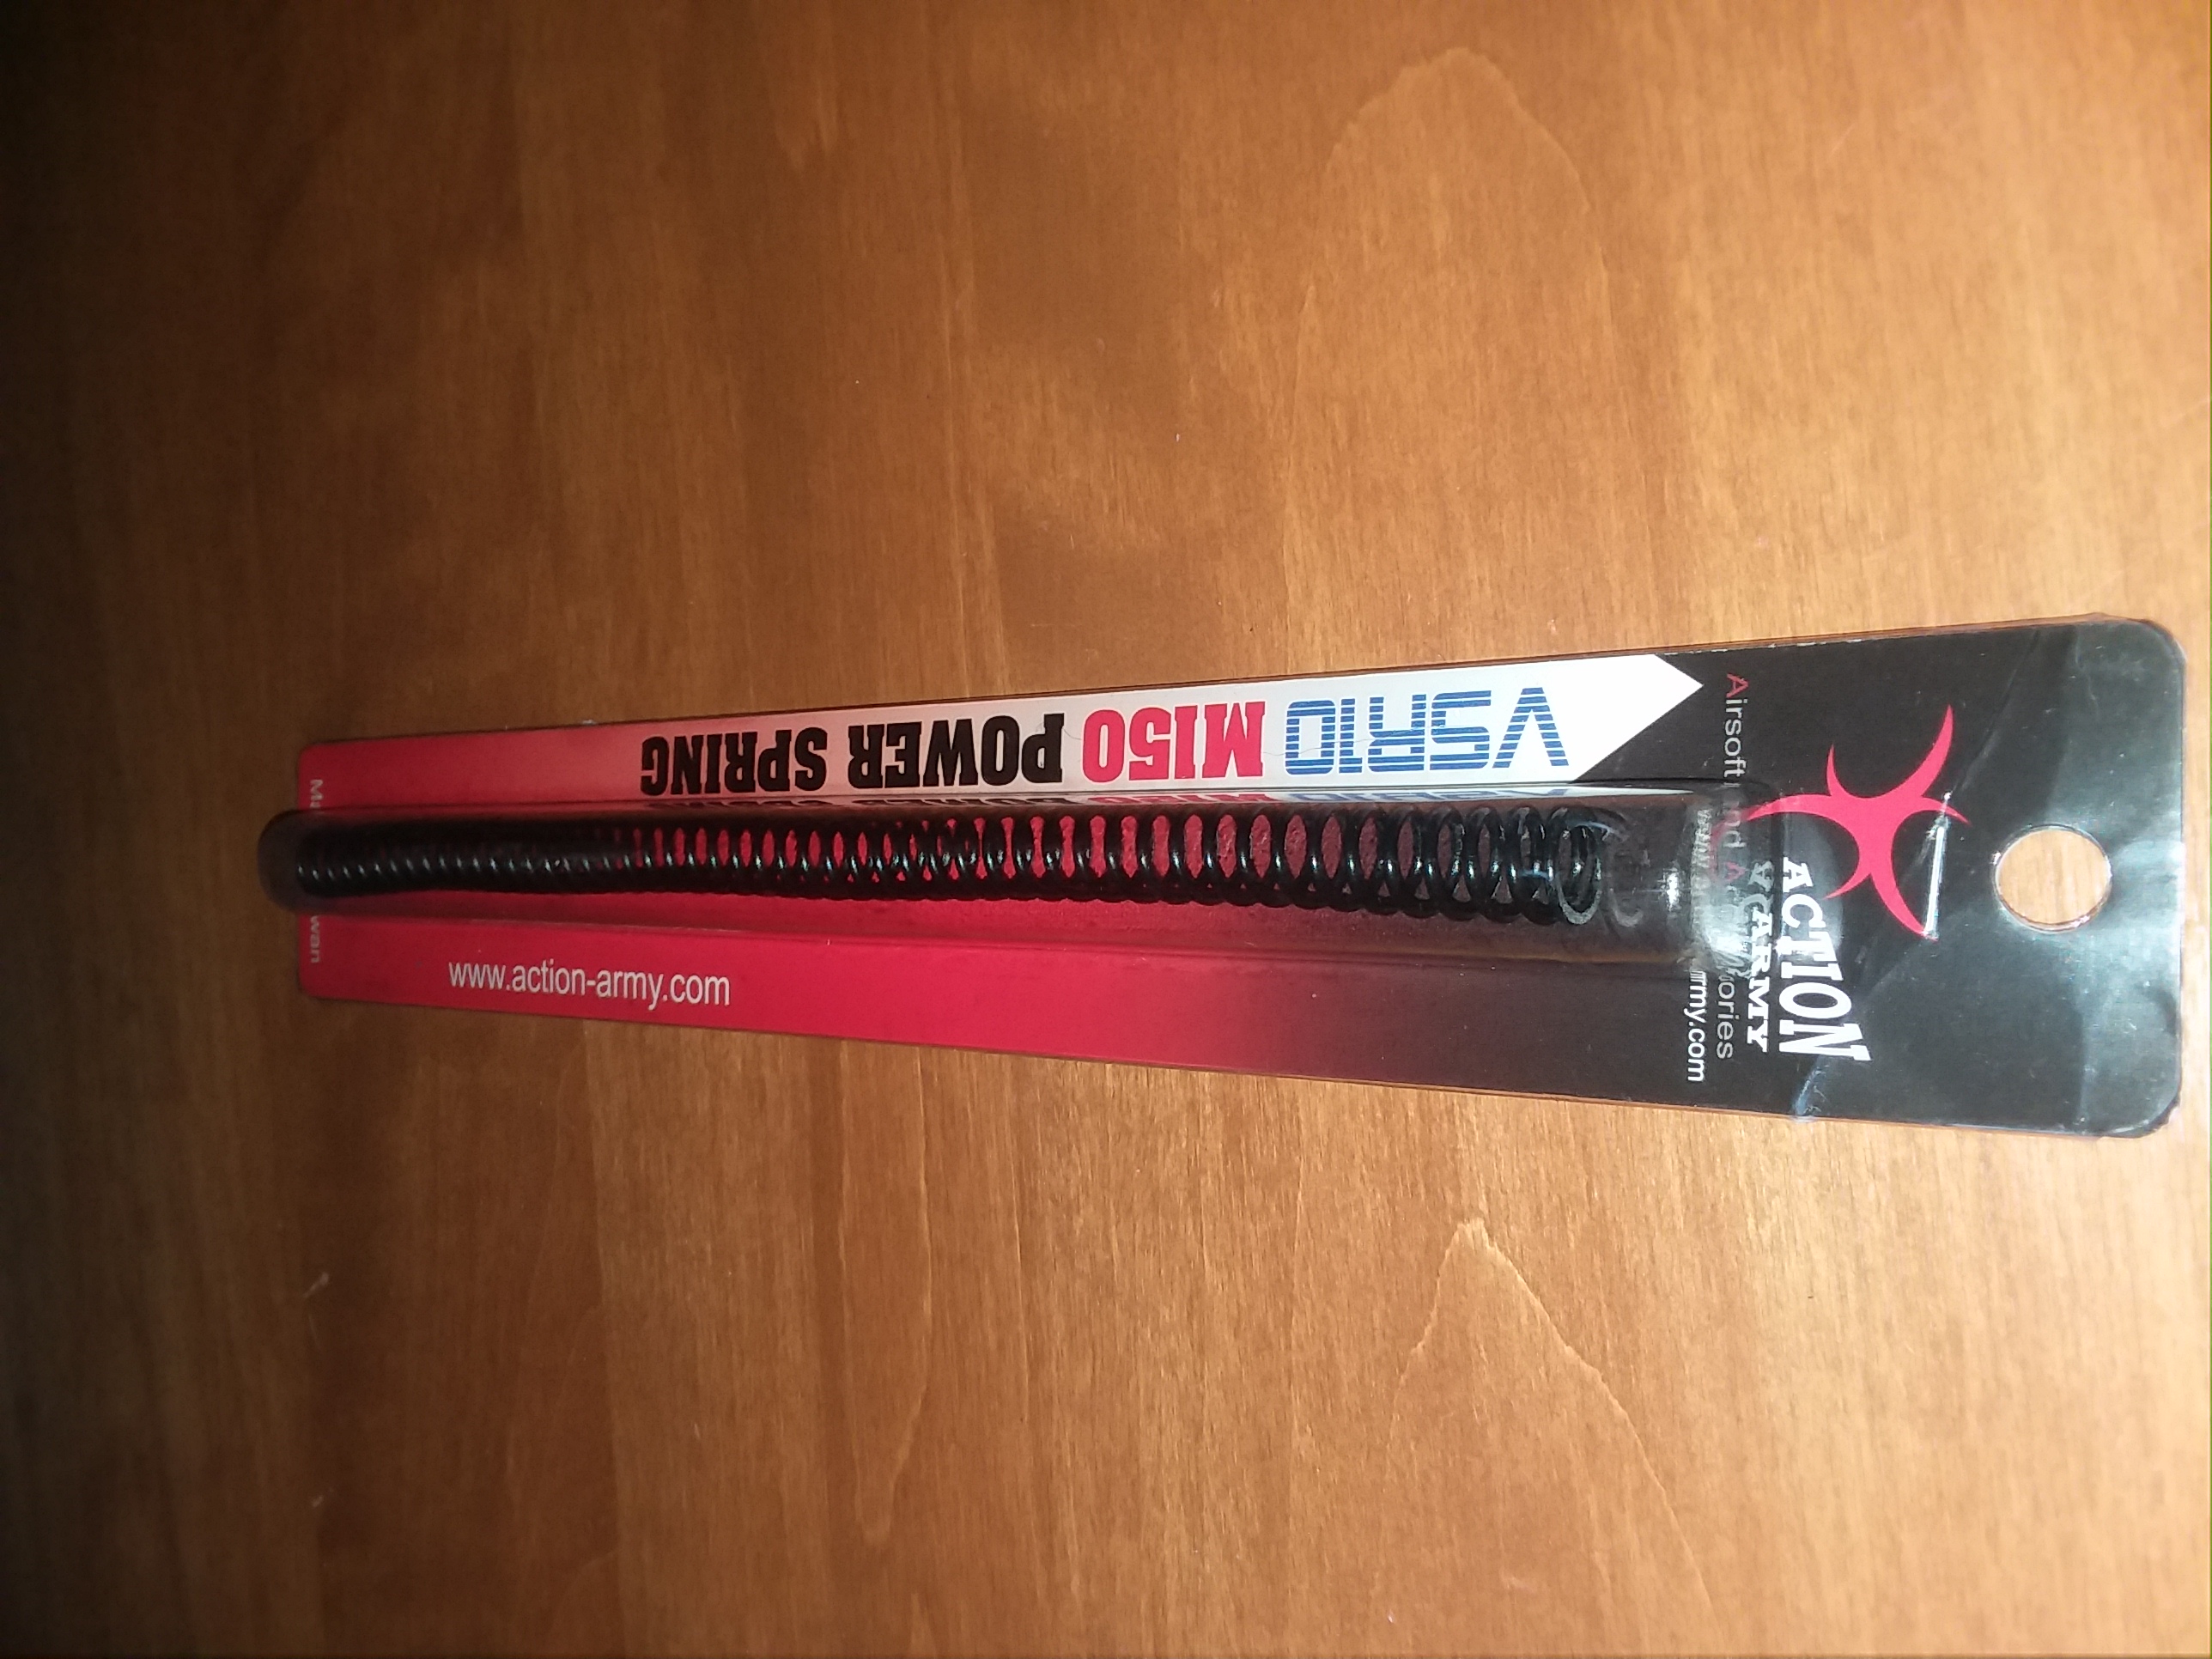 ACTION
ARMY
Airsoft
ories
rmy.com
VSR10 M150 POWER SPRING
www.action-army.com